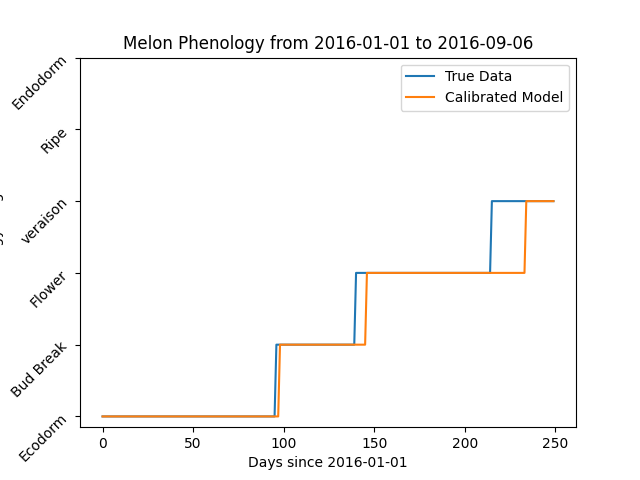 Melon Phenology from 2016-01-01 to 2016-09-06
True Data
Calibrated Model
Endodorm
Ripe
veraison
Flower
Bud Break
Ecodorm
0 50 100 150 200 250
Days since 2016-01-01